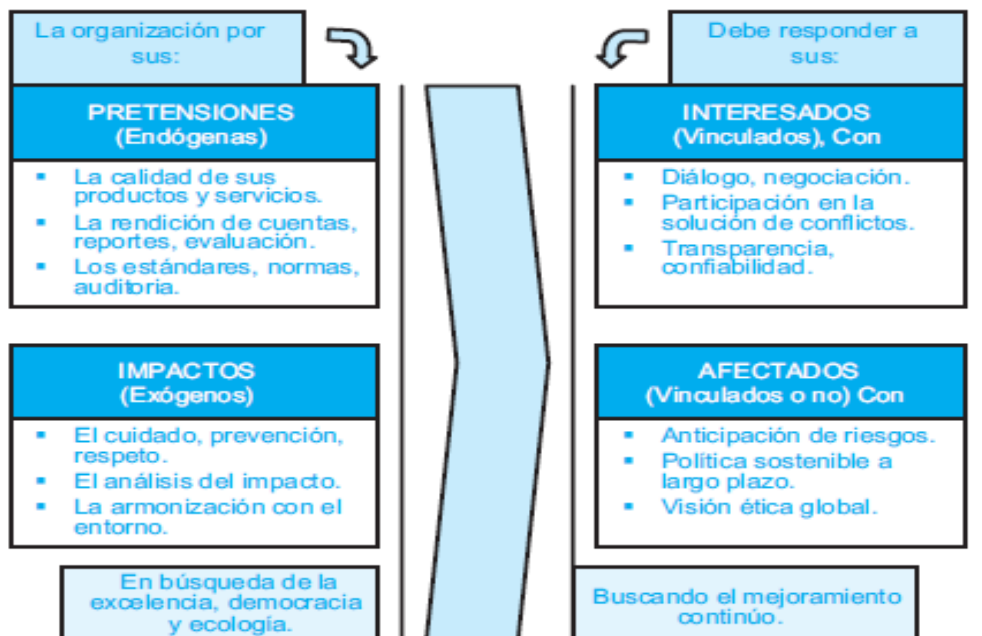 La organización por
sus:
PRETENSIONES
(Endógenas)
▪ La calidad de sus
productos y servicios.
▪ La rendición de cuentas,
reportes, evaluación.
▪ Los estándares, normas,
auditoria.
IMPACTOS
(Exógenos)
▪ El cuidado, prevención,
respeto.
▪ El análisis del impacto.
▪ La armonización con el
entorno.
En búsqueda de la
excelencia, democracia
y ecología.
Debe responder a
sus:
INTERESADOS
(Vinculados), Con
▪ Diálogo, negociación.
▪ Participación en la
solución de conflictos.
▪ Transparencia,
confiabilidad.
AFECTADOS
(Vinculados o no) Con
▪ Anticipación de riesgos.
▪ Política sostenible a
largo plazo.
▪ Visión ética global.
Buscando el mejoramiento
continúo.